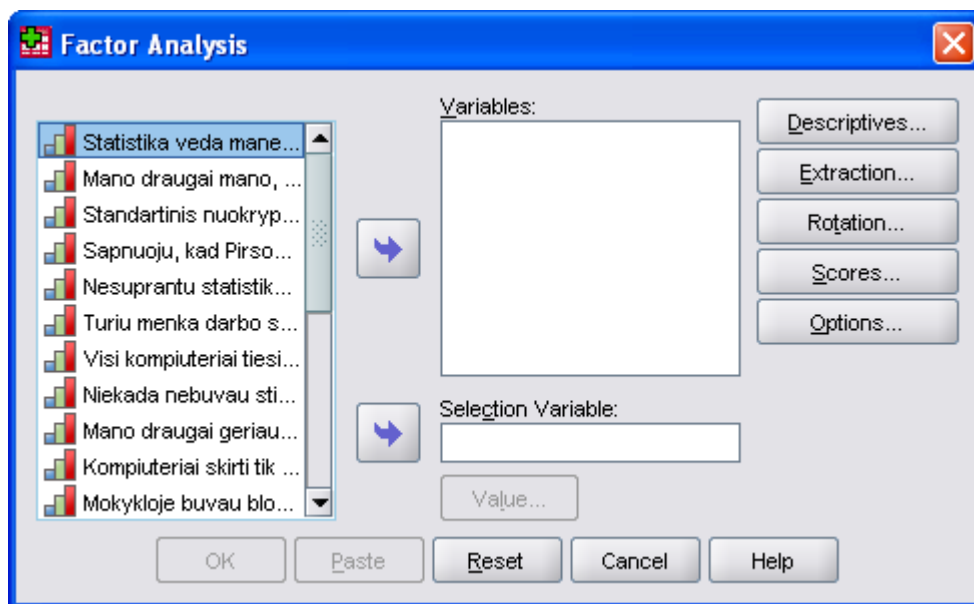 Factor Analysis
Statistika veda mane...
Mano draugai mano, ...
Standartinis nuokryp...
Sapnuoju, kad Pirso...
Nesuprantu statistik...
Turiu menka darbo s...
Visi kompiuteriai tiesi...
Niekada nebuvau sti...
Mano draugai geriau...
Kompiuteriai skirti tik ...
Mokykloje buvau blo...
Variables:
Selection Variable:
Value...
Descriptives...
Extraction...
Rotation...
Scores...
Options...
OK Paste Reset Cancel Help